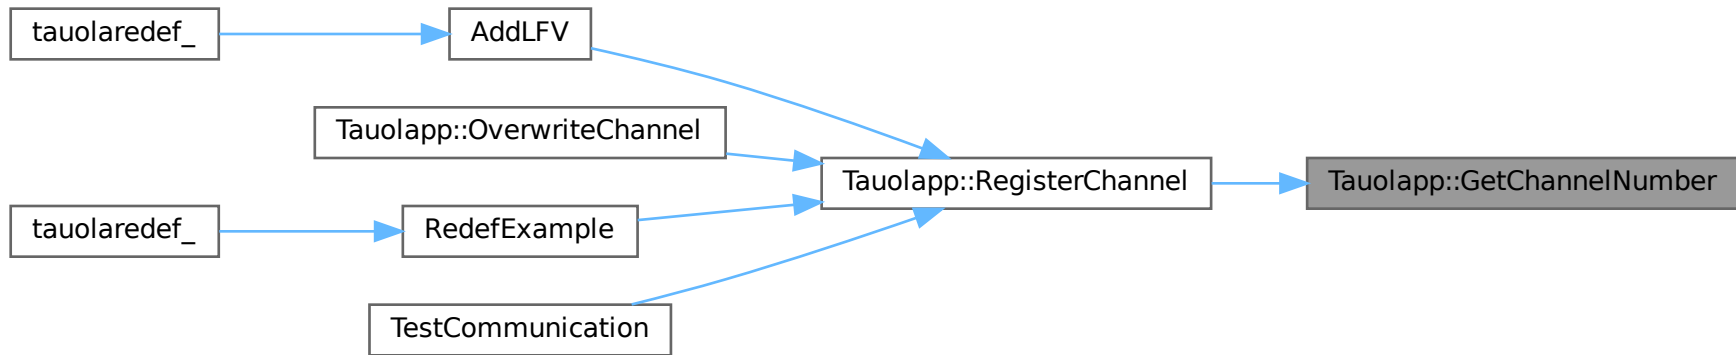 tauolaredef_
AddLFV
Tauolapp::OverwriteChannel
Tauolapp::RegisterChannel
Tauolapp::GetChannelNumber
tauolaredef_
RedefExample
TestCommunication